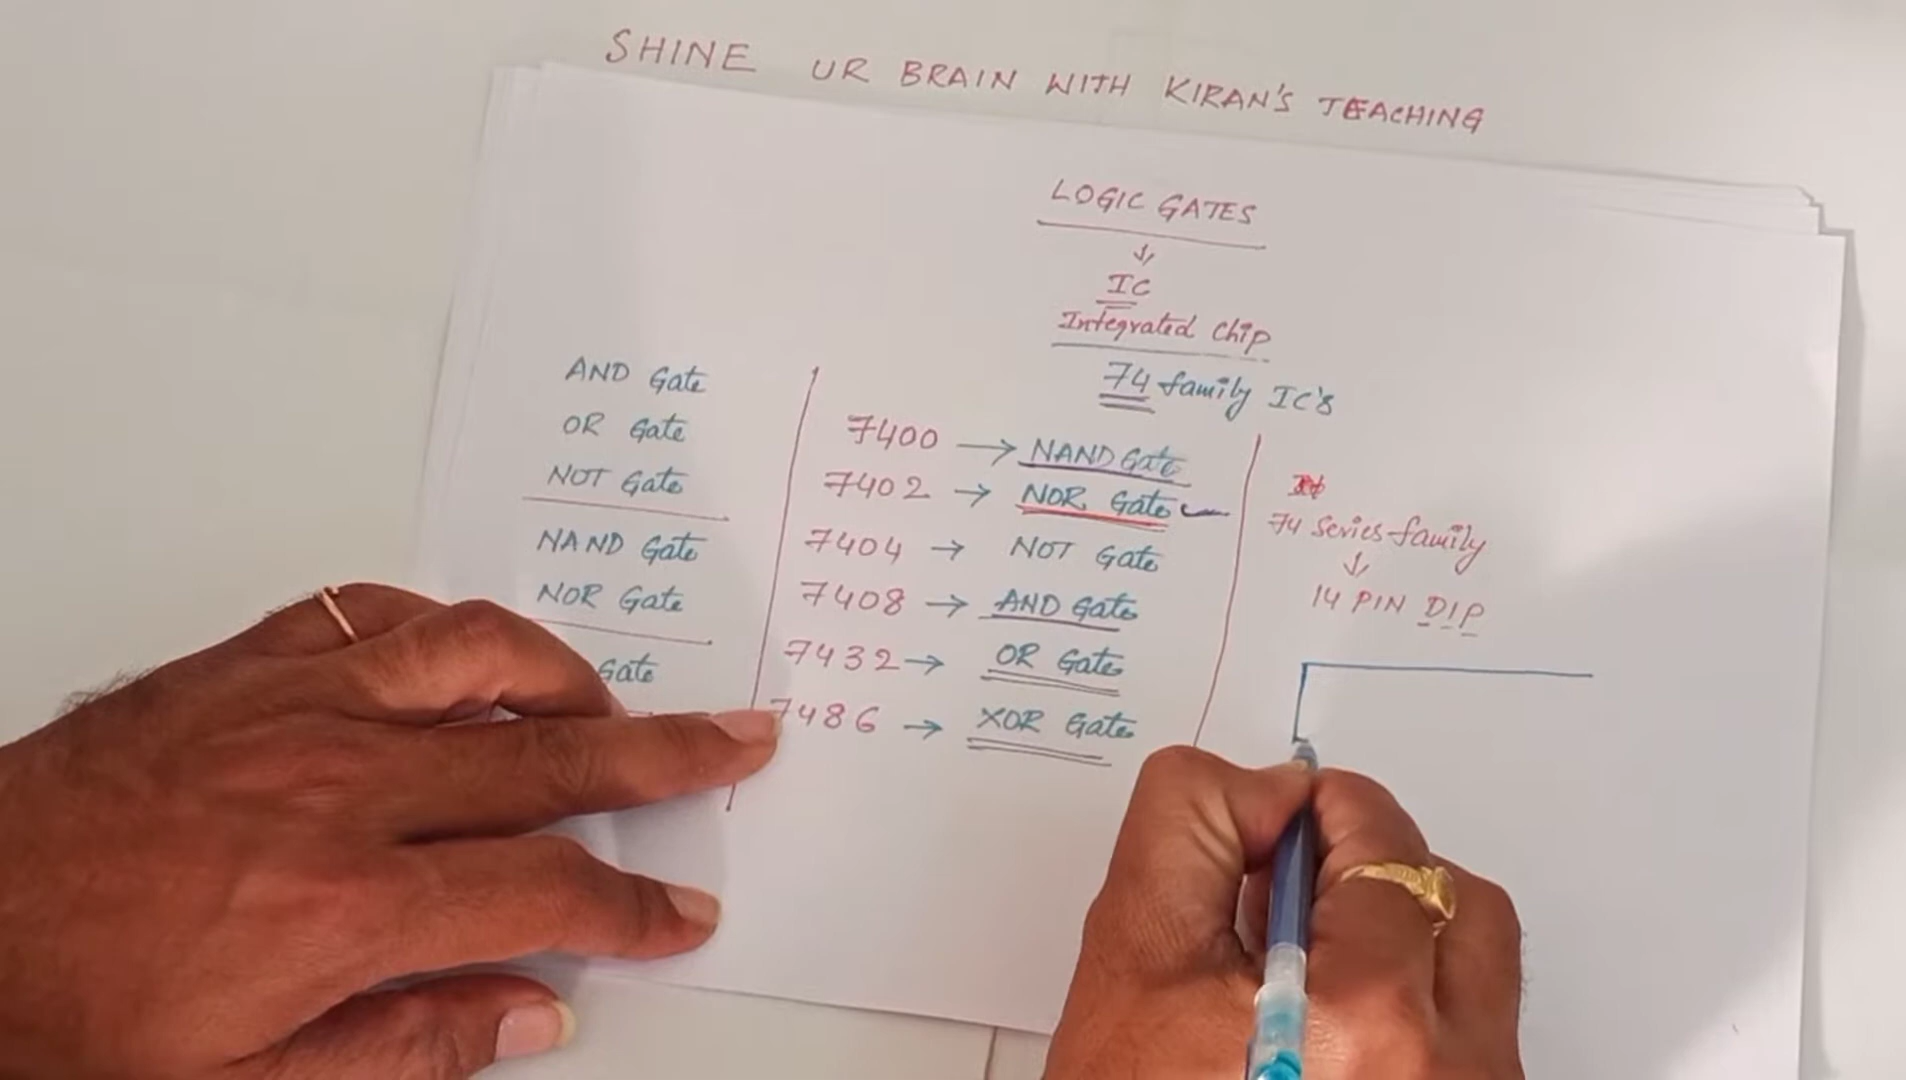 SHINE UR BRAIN WITH KIRAN'S TEACHING
LOGIC GATES
↓
IC
Integrated Chip
74 family IC's
AND Gate
OR Gate
NOT Gate
NAND Gate
NOR Gate
Gate
7400 → NAND Gate
7402 → NOR Gate
7404 → NOT Gate
7408 → AND Gate
7432 → OR Gate
7486 → XOR Gate
74 Series family
↓
14 PIN DIP